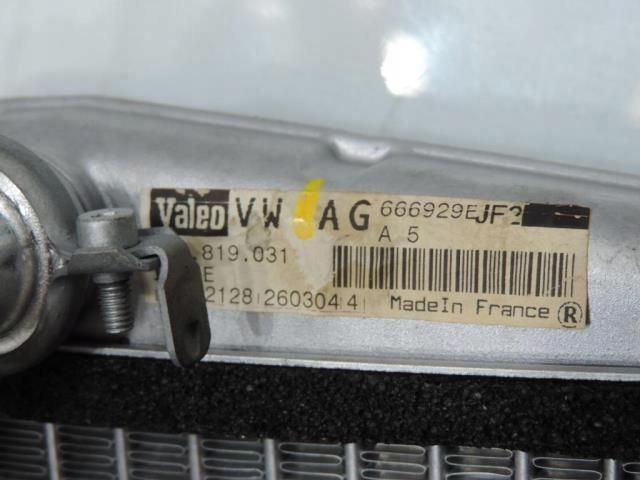 Valeo VW AG 666929E JF2
A 5
.819.031
E
2128 260304 4 MadeIn France ®